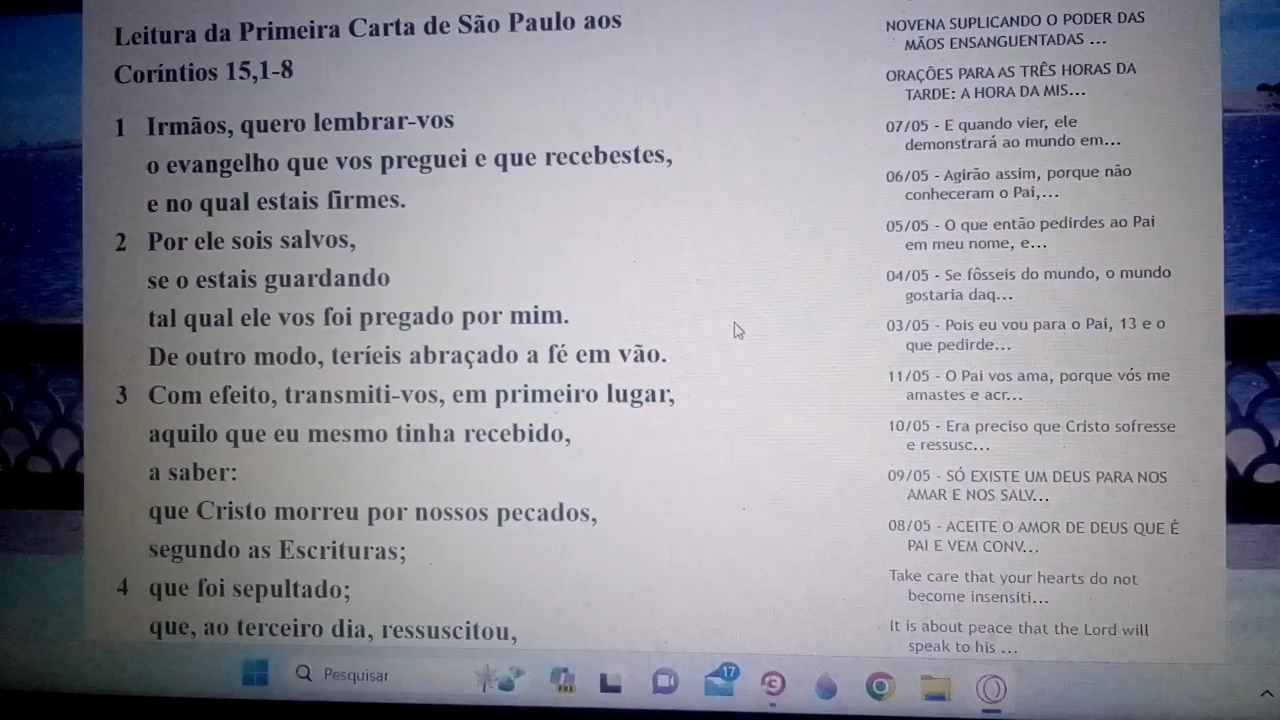 Leitura da Primeira Carta de São Paulo aos
Coríntios 15,1-8
1 Irmãos, quero lembrar-vos
o evangelho que vos preguei e que recebestes,
e no qual estais firmes.
2 Por ele sois salvos,
se o estais guardando
tal qual ele vos foi pregado por mim.
De outro modo, teríeis abraçado a fé em vão.
3 Com efeito, transmiti-vos, em primeiro lugar,
aquilo que eu mesmo tinha recebido,
a saber:
que Cristo morreu por nossos pecados,
segundo as Escrituras;
4 que foi sepultado;
que, ao terceiro dia, ressuscitou,
NOVENA SUPLICANDO O PODER DAS
MÃOS ENSANGUENTADAS ...
ORAÇÕES PARA AS TRÊS HORAS DA
TARDE: A HORA DA MIS...
07/05 - E quando vier, ele
demonstrará ao mundo em...
06/05 - Agirão assim, porque não
conheceram o Pai,...
05/05 - O que então pedirdes ao Pai
em meu nome, e...
04/05 - Se fôsseis do mundo, o mundo
gostaria daq...
03/05 - Pois eu vou para o Pai, 13 e o
que pedirde...
11/05 - O Pai vos ama, porque vós me
amastes e acr...
10/05 - Era preciso que Cristo sofresse
e ressusc...
09/05 - SÓ EXISTE UM DEUS PARA NOS
AMAR E NOS SALV...
08/05 - ACEITE O AMOR DE DEUS QUE É
PAI E VEM CONV...
Take care that your hearts do not
become insensiti...
It is about peace that the Lord will
speak to his ...
Pesquisar
PRE
17